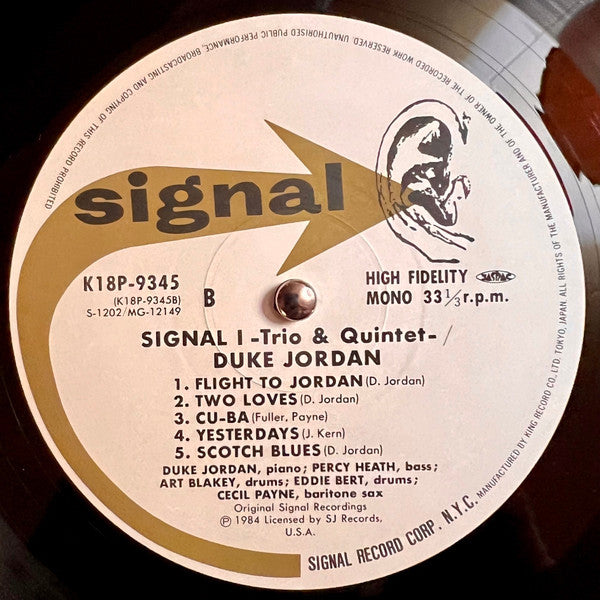 OF THIS RECORD PROHIBITED. UNAUTHORISED PUBLIC PERFORMANCE, BROADCASTING AND COPYING
MANUFACTURED BY KING RECORD CO., LTD. TOKYO, JAPAN. ALL RIGHTS OF THE MANUFACTURER AND OF THE OWNER OF THE RECORDED WORK RESERVED.
signal
K18P-9345
(K18P-9345B)
S-1202/MG-12149
B
HIGH FIDELITY JASRAC
MONO 33 1/3 r.p.m.
SIGNAL I -Trio & Quintet- /
DUKE JORDAN
1. FLIGHT TO JORDAN (D. Jordan)
2. TWO LOVES (D. Jordan)
3. CU-BA (Fuller, Payne)
4. YESTERDAYS (J. Kern)
5. SCOTCH BLUES (D. Jordan)
DUKE JORDAN, piano; PERCY HEATH, bass;
ART BLAKEY, drums; EDDIE BERT, drums;
CECIL PAYNE, baritone sax
Original Signal Recordings
Ⓟ 1984 Licensed by SJ Records,
U.S.A.
SIGNAL RECORD CORP. N.Y.C.